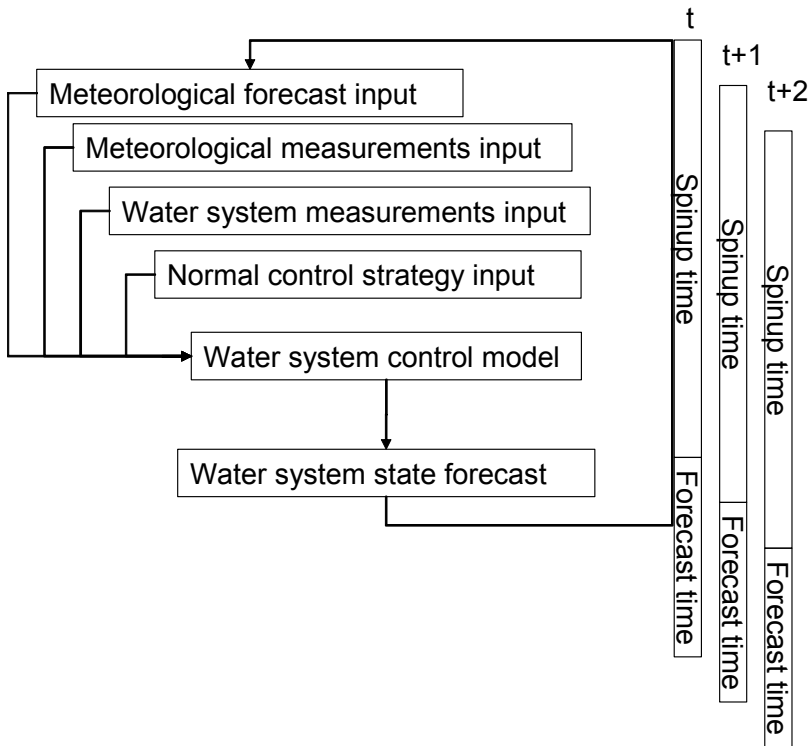 t
t+1
t+2
Meteorological forecast input
Meteorological measurements input
Water system measurements input
Normal control strategy input
Water system control model
Water system state forecast
Spinup time
Forecast time
Spinup time
Forecast time
Spinup time
Forecast time